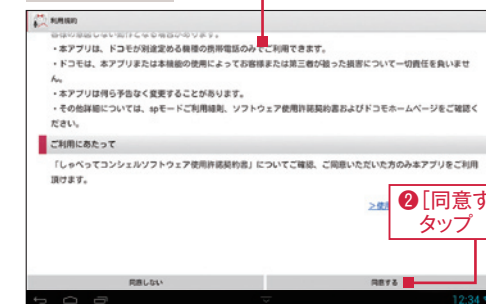 利用規約
・本アプリは、ドコモが別途定める機種の携帯電話のみでご利用できます。
・ドコモは、本アプリまたは本機能の使用によってお客様または第三者が被った損害について一切責任を負いませ
ん。
・本アプリは何ら予告なく変更することがあります。
・その他詳細については、spモードご利用細則、ソフトウェア使用許諾契約書およびドコモホームページをご確認く
ださい。
ご利用にあたって
「しゃべってコンシェルソフトウェア使用許諾契約書」についてご確認、ご同意いただいた方のみ本アプリをご利用
頂けます。
>使用
❷[同意す
タップ
同意しない
同意する
12:34